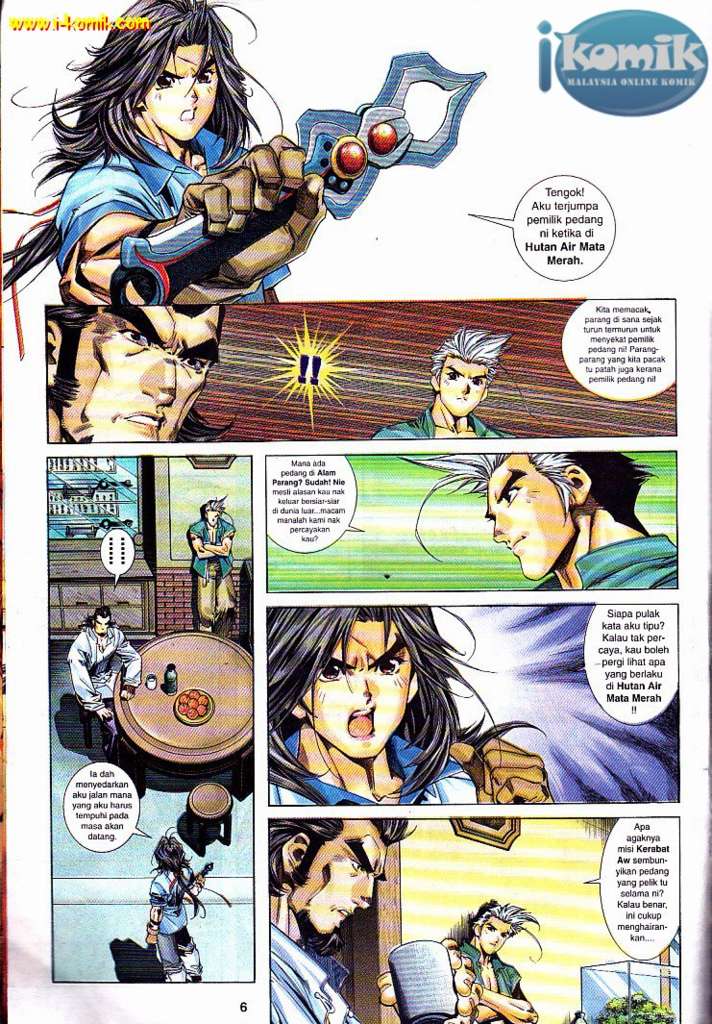 www.i-komik.com
ikomik
MALAYSIA ONLINE KOMIK
Tengok!
Aku terjumpa
pemilik pedang
ni ketika di
Hutan Air Mata
Merah.
Kita memacak
parang di sana sejak
turun termurun untuk
menyekat pemilik
pedang ni! Parang-
parang yang kita pacak
tu patah juga kerana
pemilik pedang ni!
!!
Mana ada
pedang di Alam
Parang? Sudah! Nie
mesti alasan kau nak
keluar bersiar-siar
di dunia luar...macam
manalah kami nak
percayakan
kau?
Siapa pulak
kata aku tipu?
Kalau tak per-
caya, kau boleh
pergi lihat apa
yang berlaku
di Hutan Air
Mata Merah
!!
Ia dah
menyedarkan
aku jalan mana
yang aku harus
tempuhi pada
masa akan
datang.
Apa
agaknya
misi Kerabat
Aw sembun-
yikan pedang
yang pelik tu
selama ni?
Kalau benar,
ini cukup
menghairan-
kan....
6